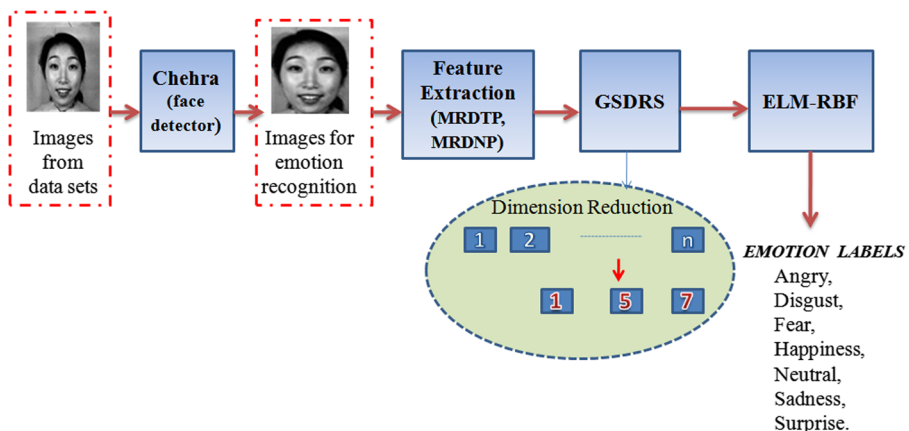 Images
from
data sets
Chehra
(face
detector)
Images for
emotion
recognition
Feature
Extraction
(MRDTP,
MRDNP)
GSDRS
ELM-RBF
Dimension Reduction
1 2 n
1 5 7
EMOTION LABELS
Angry,
Disgust,
Fear,
Happiness,
Neutral,
Sadness,
Surprise.